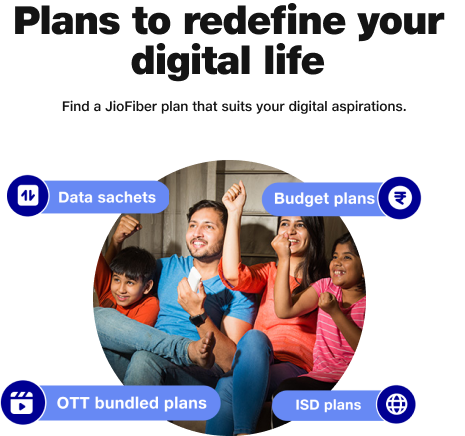 Plans to redefine your
digital life
Find a JioFiber plan that suits your digital aspirations.
Data sachets
Budget plans
₹
OTT bundled plans
ISD plans